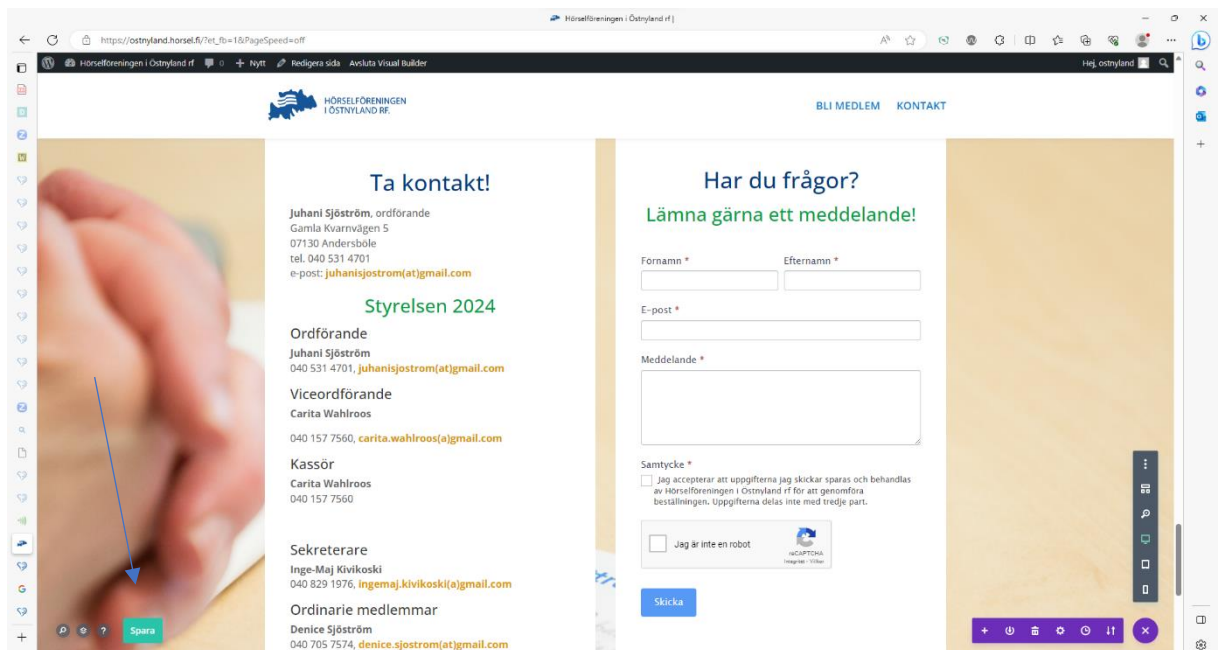 Hörselföreningen i Östnyland rf |
https://ostnyland.horsel.fi/?et_fb=1&PageSpeed=off
Hörselföreningen i Östnyland rf 0 + Nytt Redigera sida Avsluta Visual Builder Hej, ostnyland
HÖRSELFÖRENINGEN
I ÖSTNYLAND RF.
BLI MEDLEM KONTAKT
Ta kontakt!
Juhani Sjöström, ordförande
Gamla Kvarnvägen 5
07130 Andersböle
tel. 040 531 4701
e-post: juhanisjostrom(at)gmail.com
Styrelsen 2024
Ordförande
Juhani Sjöström
040 531 4701, juhanisjostrom(at)gmail.com
Viceordförande
Carita Wahlroos
040 157 7560, carita.wahlroos(a)gmail.com
Kassör
Carita Wahlroos
040 157 7560
Sekreterare
Inge-Maj Kivikoski
040 829 1976, ingemaj.kivikoski(a)gmail.com
Ordinarie medlemmar
Denice Sjöström
040 705 7574, denice.sjostrom(at)gmail.com
Har du frågor?
Lämna gärna ett meddelande!
Förnamn * Efternamn *
E-post *
Meddelande *
Samtycke *
Jag accepterar att uppgifterna jag skickar sparas och behandlas
av Hörselföreningen i Östnyland rf för att genomföra
beställningen. Uppgifterna delas inte med tredje part.
Jag är inte en robot
reCAPTCHA
Integritet - Villkor
Skicka
Spara